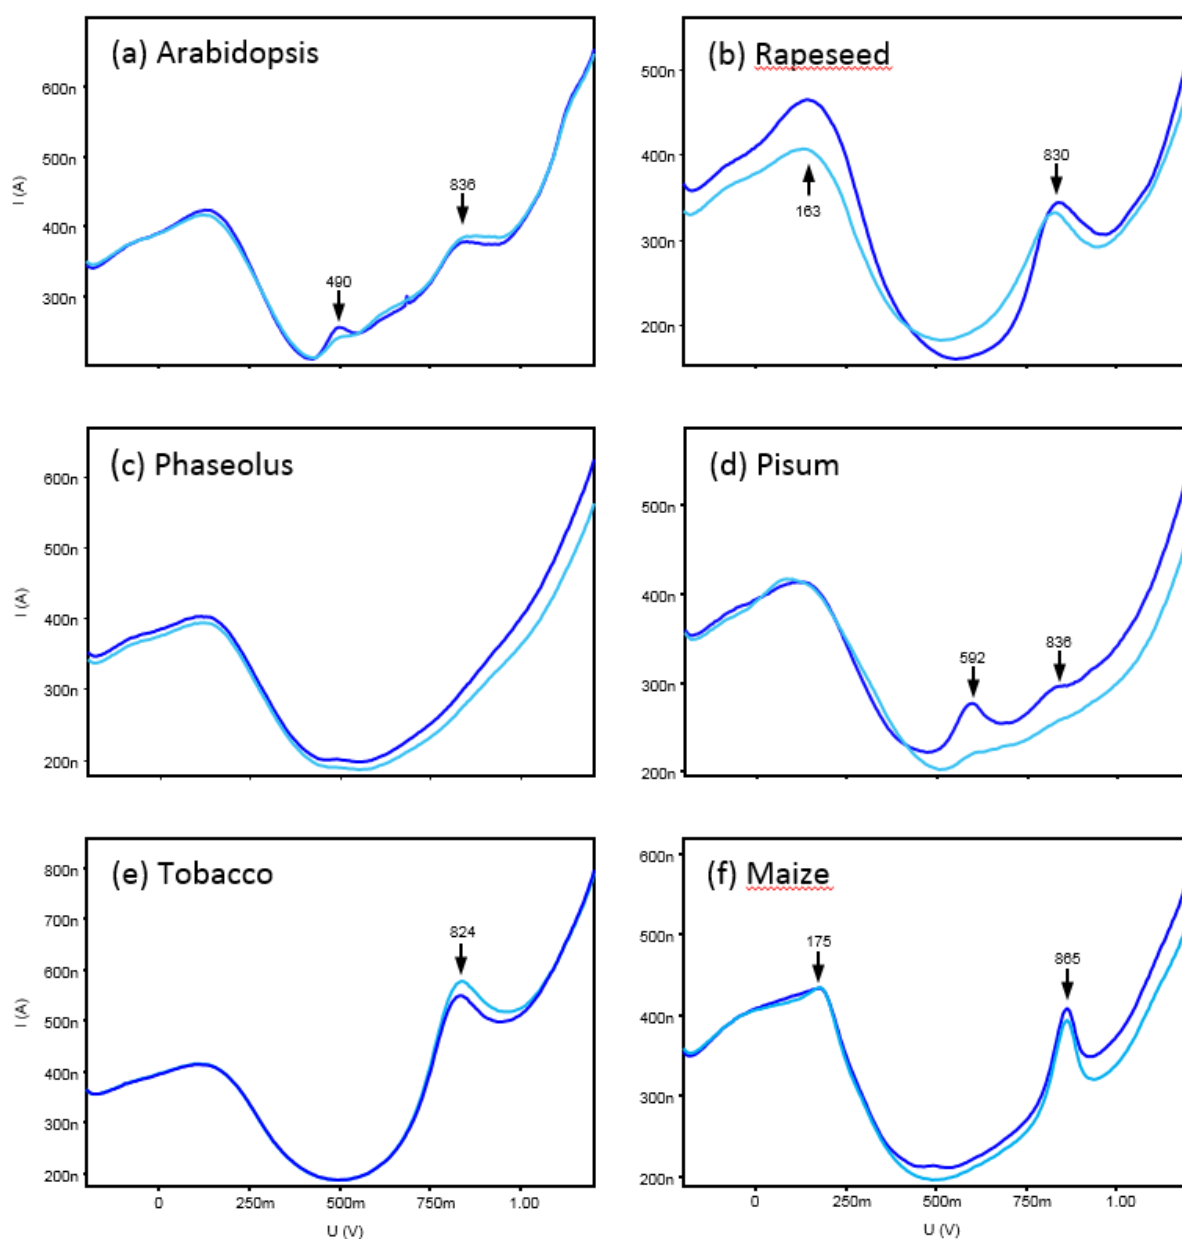 (a) Arabidopsis
600n
500n
400n
300n
I (A)
490
836
(b) Rapeseed
500n
400n
300n
200n
163
830
(c) Phaseolus
600n
500n
400n
300n
200n
I (A)
(d) Pisum
500n
400n
300n
200n
592
836
(e) Tobacco
800n
700n
600n
500n
400n
300n
200n
I (A)
824
0 250m 500m 750m 1.00
U (V)
(f) Maize
600n
500n
400n
300n
200n
175
865
0 250m 500m 750m 1.00
U (V)